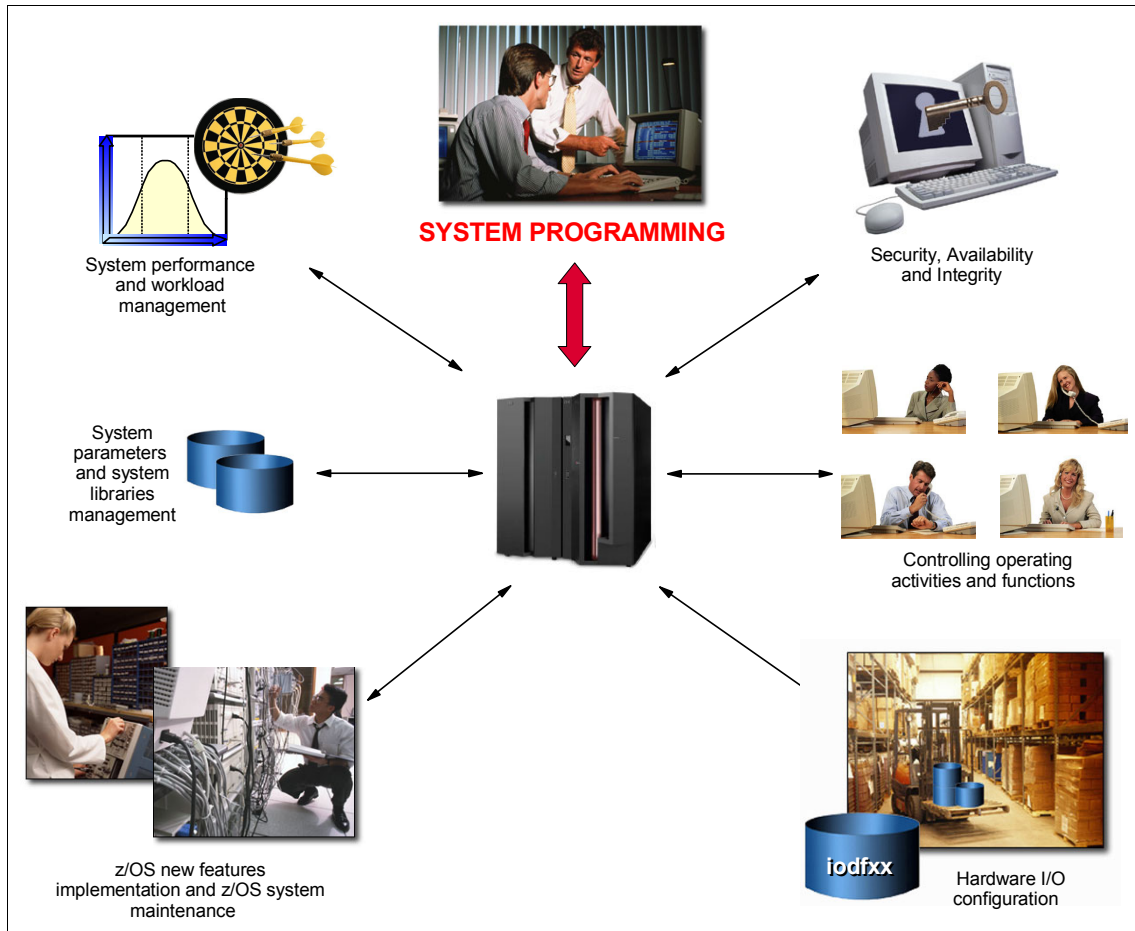 SYSTEM PROGRAMMING
System performance
and workload
management
Security, Availability
and Integrity
System
parameters
and system
libraries
management
Controlling operating
activities and functions
z/OS new features
implementation and z/OS system
maintenance
iodfxx
Hardware I/O
configuration